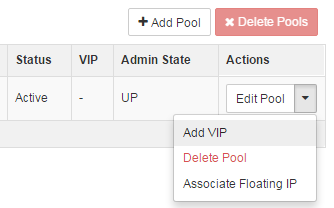 + Add Pool ✖ Delete Pools
Status VIP Admin State Actions
Active - UP Edit Pool
Add VIP
Delete Pool
Associate Floating IP